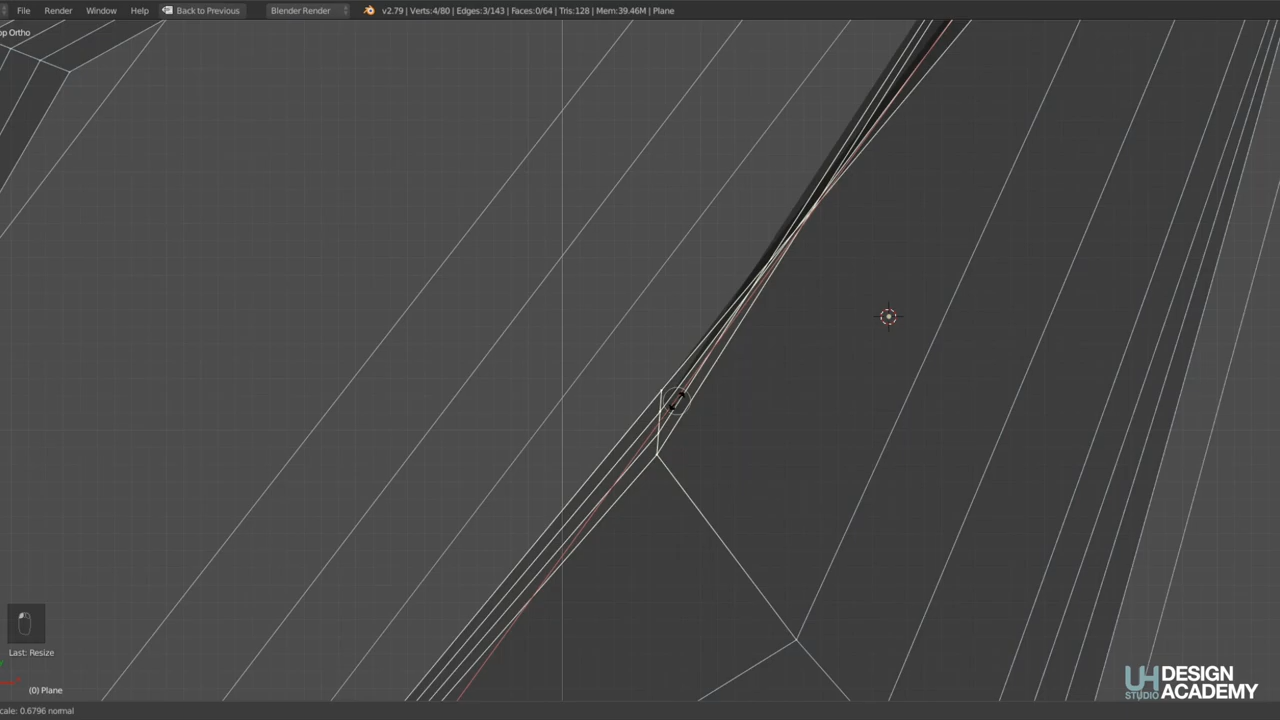 File Render Window Help Back to Previous Blender Render v2.79 | Verts:4/80 | Edges:3/143 | Faces:0/64 | Tris:128 | Mem:39.46M | Plane
op Ortho
Last: Resize
(0) Plane
cale: 0.6796 normal
UH STUDIO DESIGN ACADEMY